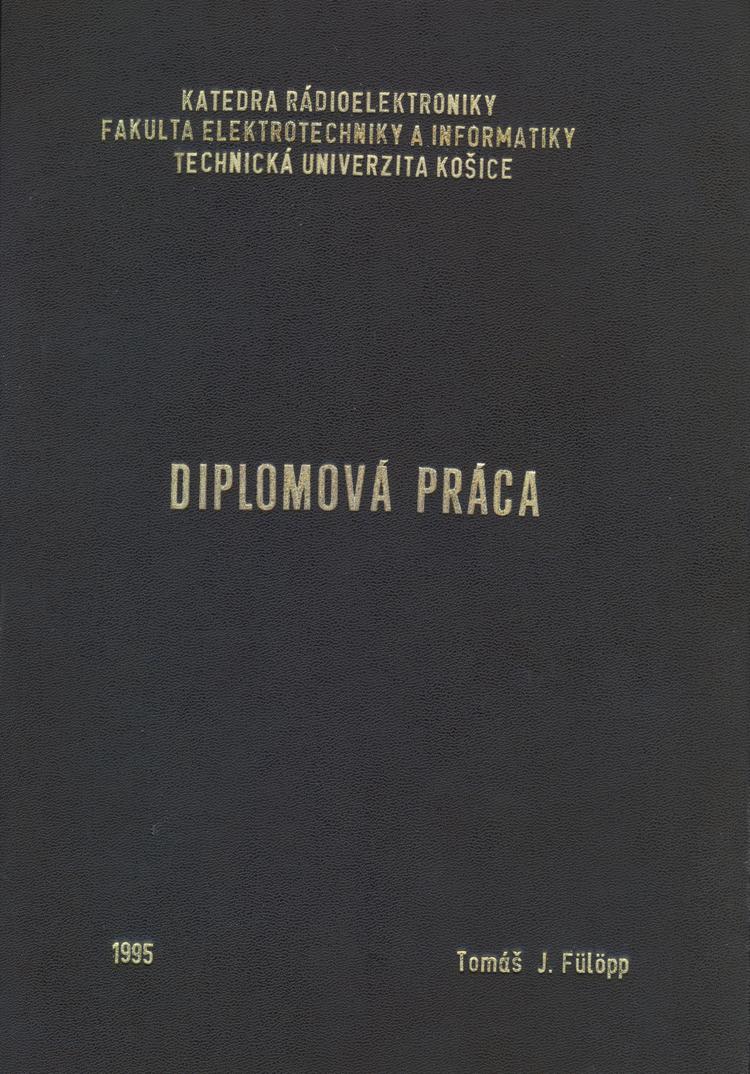 KATEDRA RÁDIOELEKTRONIKY
FAKULTA ELEKTROTECHNIKY A INFORMATIKY
TECHNICKÁ UNIVERZITA KOŠICE
DIPLOMOVÁ PRÁCA
1995
Tomáš J. Fülöpp